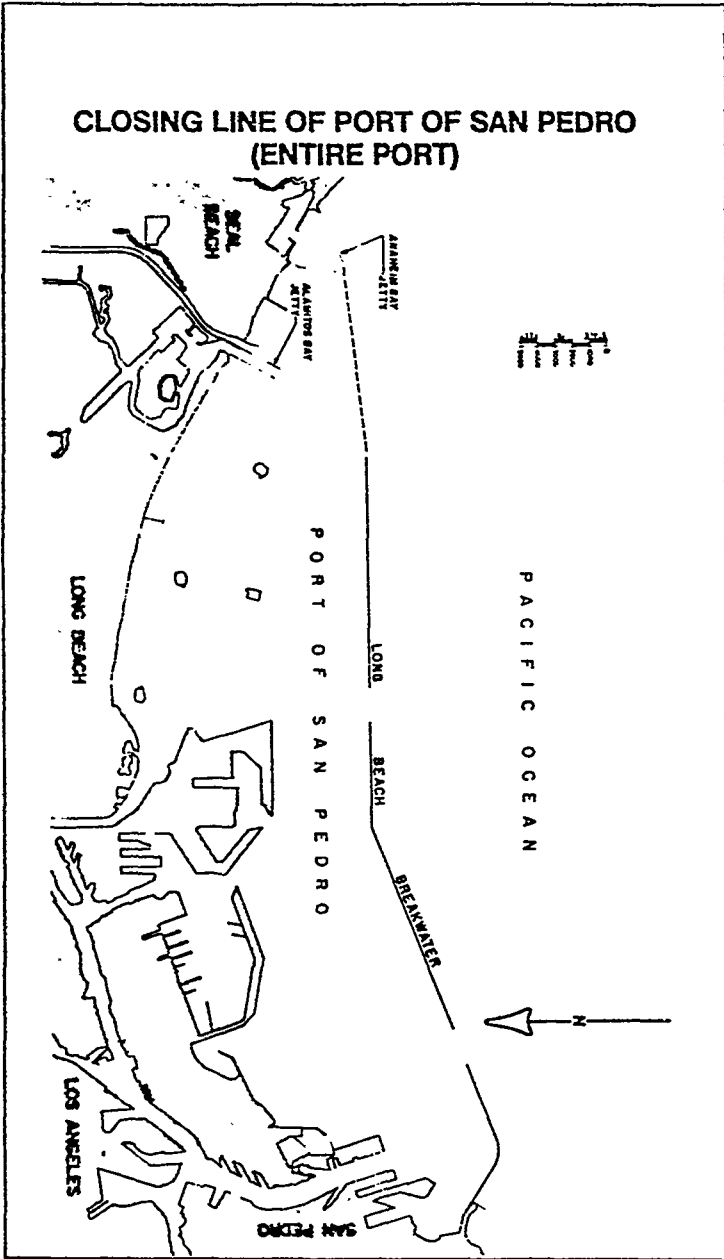 CLOSING LINE OF PORT OF SAN PEDRO
(ENTIRE PORT)
SEAL
BEACH
ANAHEIM BAY
JETTY
ALAMITOS BAY
JETTY
PACIFIC OCEAN
PORT OF SAN PEDRO
LONG BEACH
LONG
BEACH
BREAKWATER
N
LOS ANGELES
SAN PEDRO